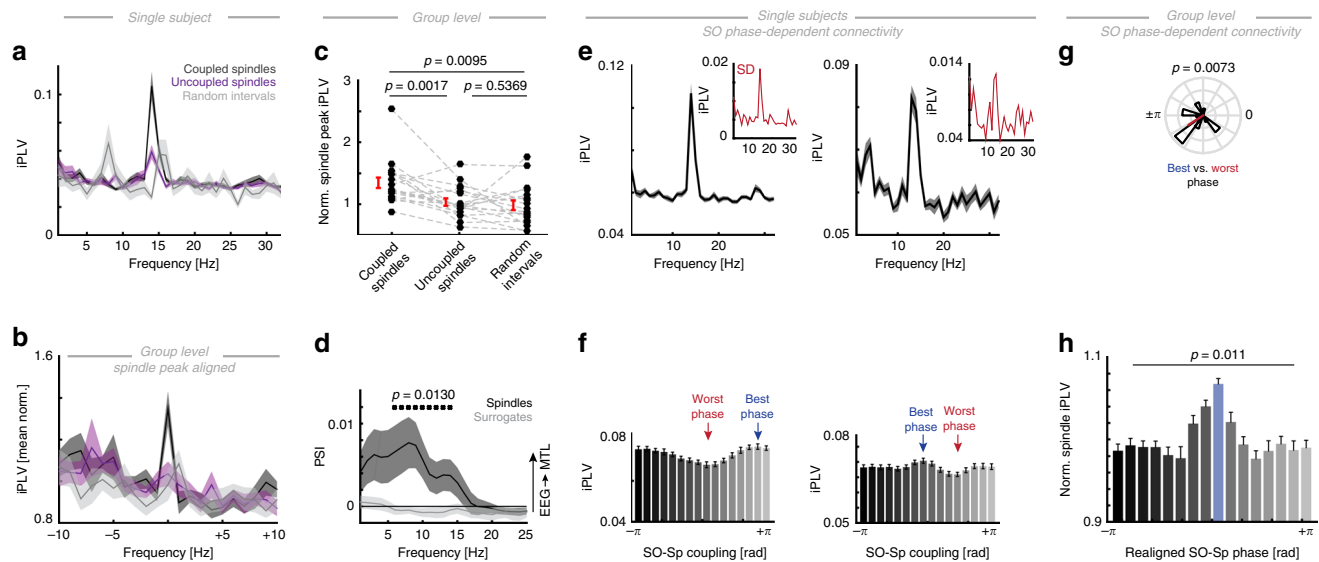 Single subject
Group level
Single subjects
SO phase-dependent connectivity
Group level
SO phase-dependent connectivity
a
Coupled spindles
Uncoupled spindles
Random intervals
iPLV
0.1
0
5 10 15 20 25 30
Frequency [Hz]
c
p = 0.0095
p = 0.0017
p = 0.5369
Norm. spindle peak iPLV
3
2
1
Coupled spindles
Uncoupled spindles
Random intervals
e
0.12
iPLV
0.04
10 20
Frequency [Hz]
0.02
SD
iPLV
0
10 20 30
0.09
iPLV
0.05
10 20
Frequency [Hz]
0.014
iPLV
0.04
10 20 30
g
p = 0.0073
±π
0
Best vs. worst
phase
b
Group level
spindle peak aligned
1.6
iPLV [mean norm.]
0.8
−10 −5 0 +5 +10
Frequency [Hz]
d
p = 0.0130
Spindles
Surrogates
0.01
PSI
0
5 10 15 20 25
Frequency [Hz]
EEG → MTL
f
Worst
phase
Best
phase
0.08
iPLV
0.04
−π +π
SO-Sp coupling [rad]
Best
phase
Worst
phase
0.08
iPLV
0.05
−π +π
SO-Sp coupling [rad]
h
1.1
p = 0.011
Norm. spindle iPLV
0.9
−π +π
Realigned SO-Sp phase [rad]